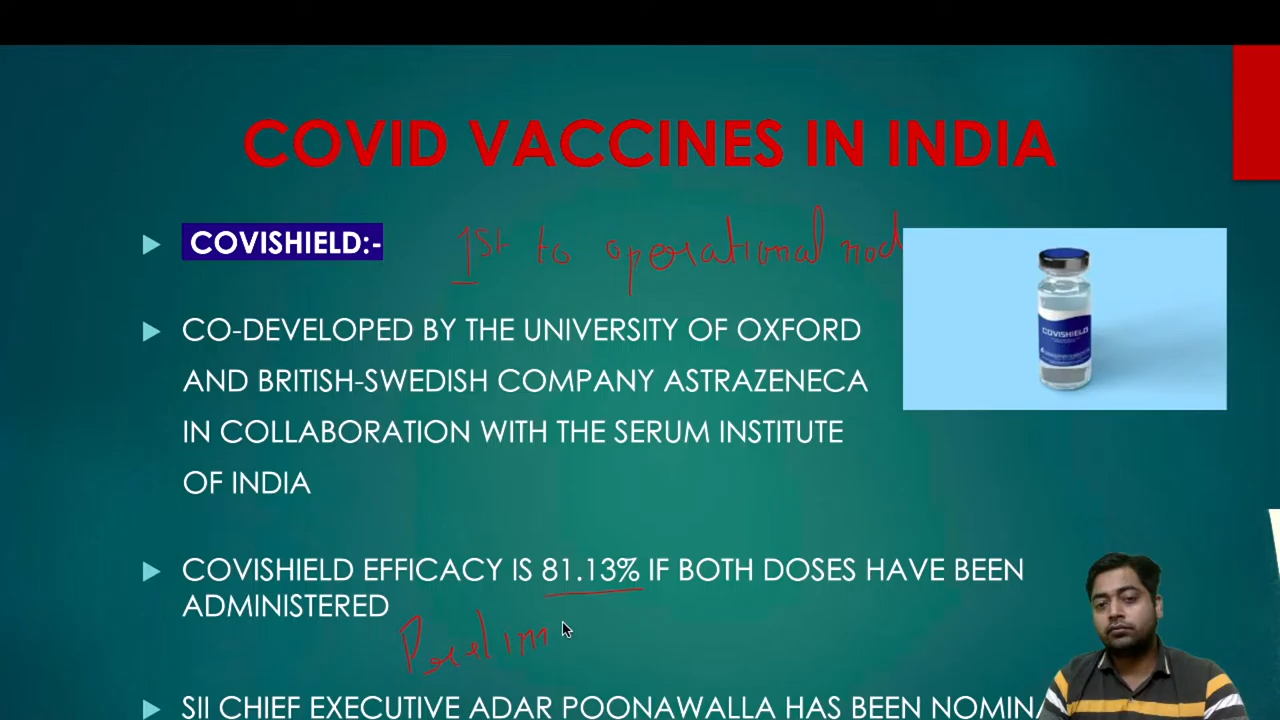 COVID VACCINES IN INDIA
COVISHIELD:- 1st to operational
COVISHIELD
CO-DEVELOPED BY THE UNIVERSITY OF OXFORD
AND BRITISH-SWEDISH COMPANY ASTRAZENECA
IN COLLABORATION WITH THE SERUM INSTITUTE
OF INDIA
COVISHIELD EFFICACY IS 81.13% IF BOTH DOSES HAVE BEEN
ADMINISTERED
Prelim
SII CHIEF EXECUTIVE ADAR POONAWALLA HAS BEEN NOMINA